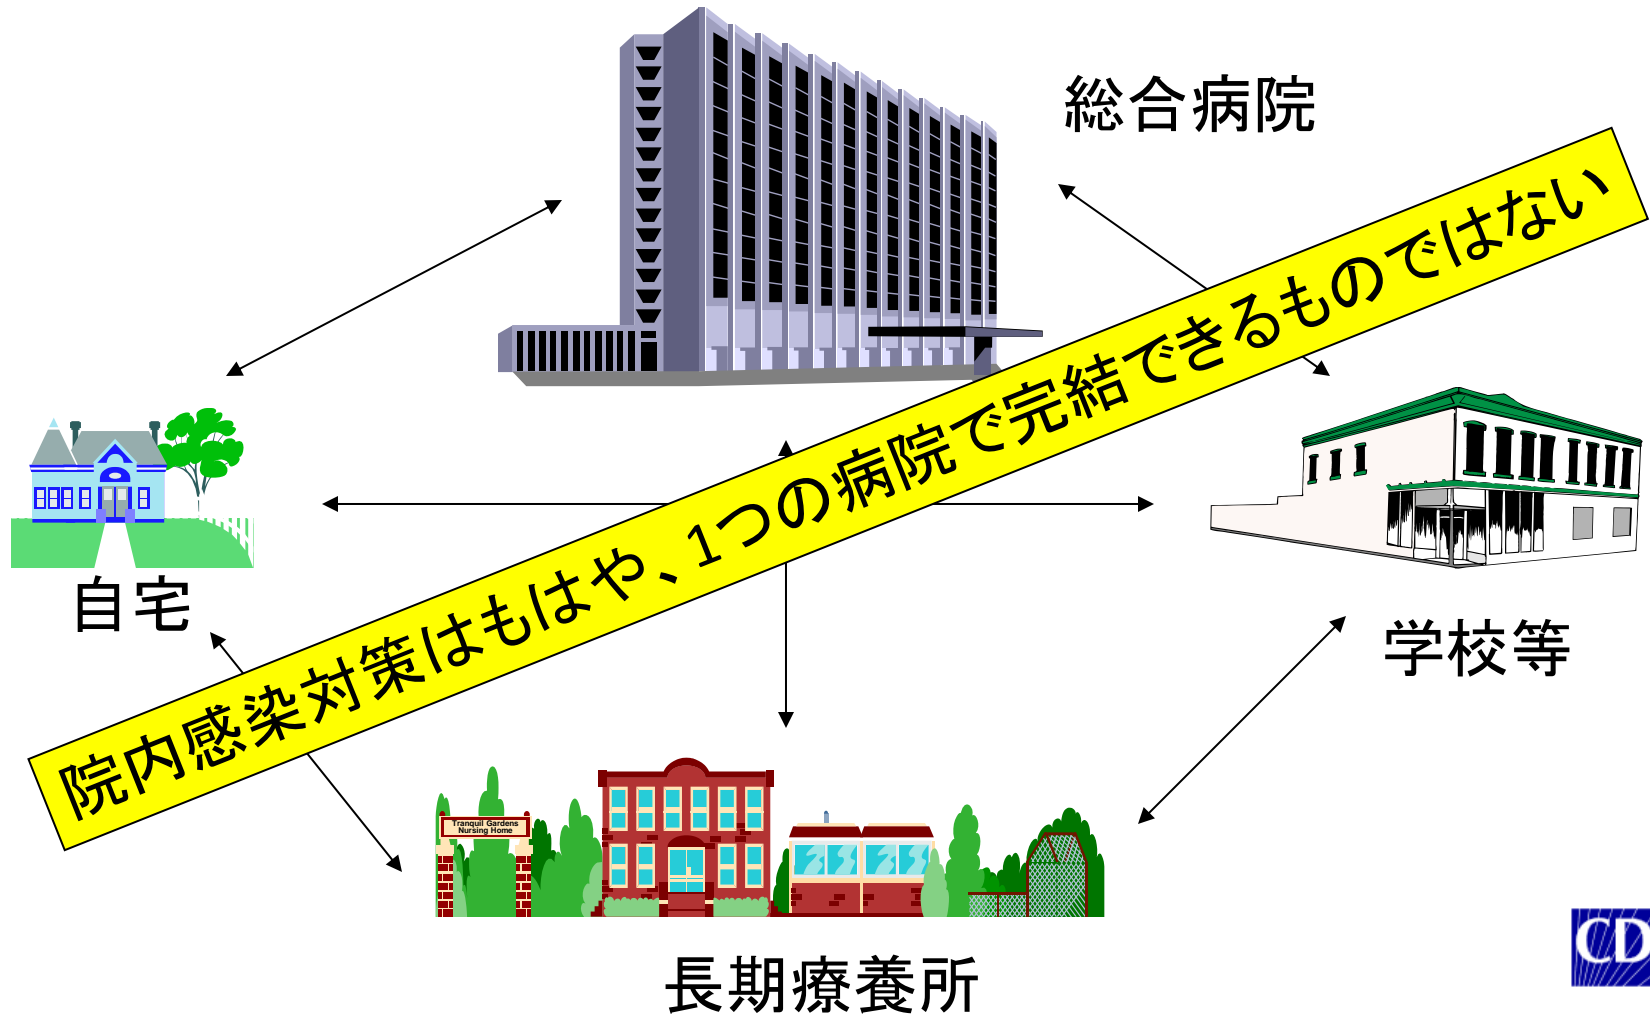 総合病院
院内感染対策はもはや、1つの病院で完結できるものではない
自宅
学校等
Tranquil Gardens
Nursing Home
長期療養所
CD